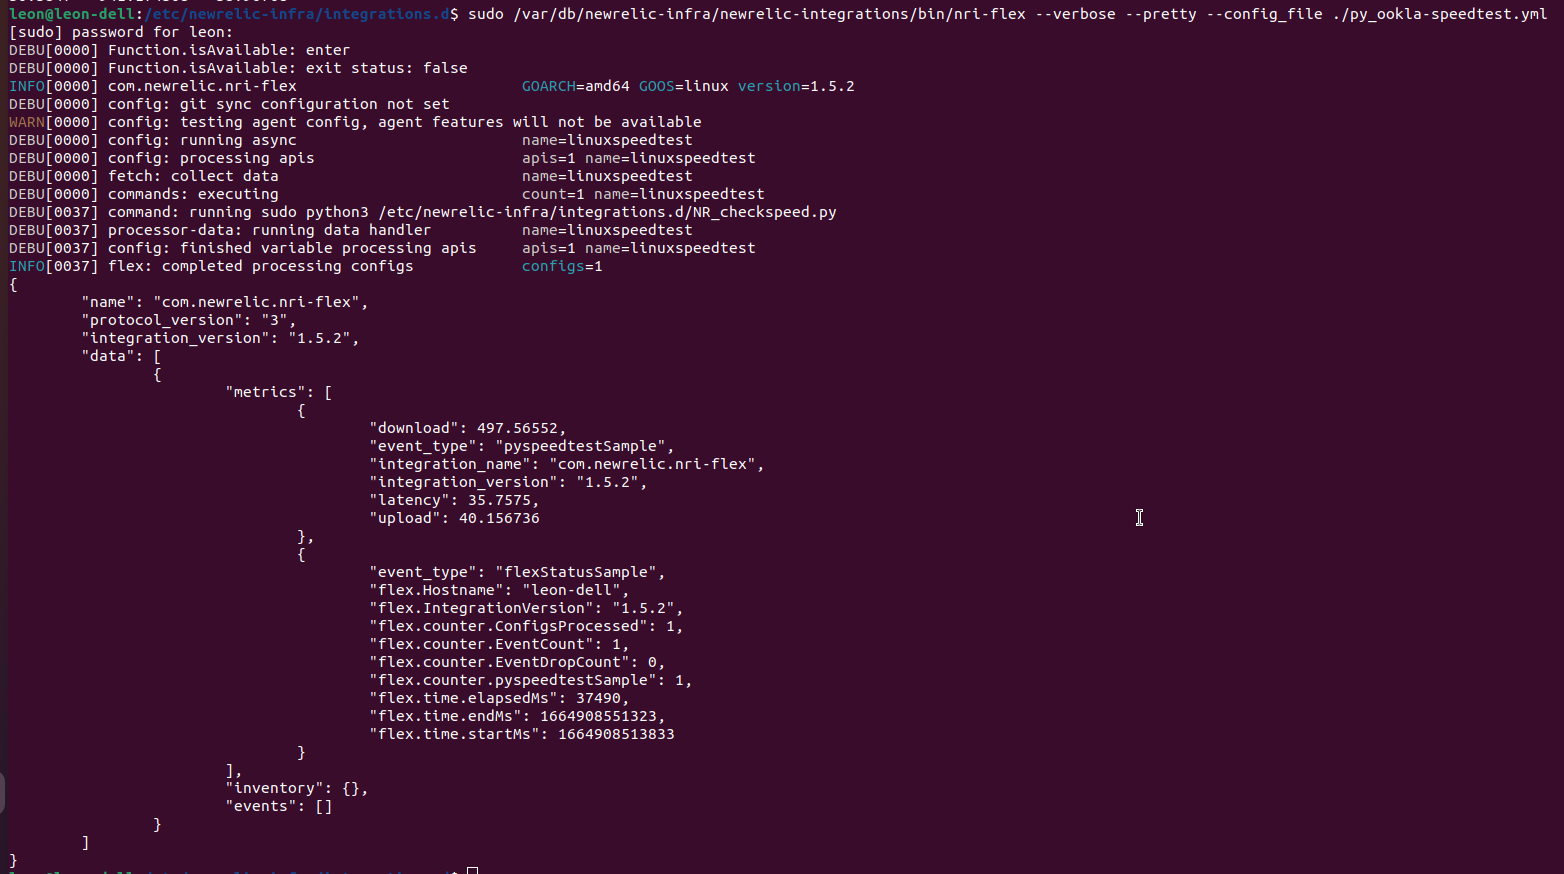 leon@leon-dell:/etc/newrelic-infra/integrations.d$ sudo /var/db/newrelic-infra/newrelic-integrations/bin/nri-flex --verbose --pretty --config_file ./py_ookla-speedtest.yml
[sudo] password for leon:
DEBU[0000] Function.isAvailable: enter
DEBU[0000] Function.isAvailable: exit status: false
INFO[0000] com.newrelic.nri-flex                         GOARCH=amd64 GOOS=linux version=1.5.2
DEBU[0000] config: git sync configuration not set
WARN[0000] config: testing agent config, agent features will not be available
DEBU[0000] config: running async                         name=linuxspeedtest
DEBU[0000] config: processing apis                       apis=1 name=linuxspeedtest
DEBU[0000] fetch: collect data                           name=linuxspeedtest
DEBU[0000] commands: executing                           count=1 name=linuxspeedtest
DEBU[0037] command: running sudo python3 /etc/newrelic-infra/integrations.d/NR_checkspeed.py
DEBU[0037] processor-data: running data handler          name=linuxspeedtest
DEBU[0037] config: finished variable processing apis     apis=1 name=linuxspeedtest
INFO[0037] flex: completed processing configs            configs=1
{
        "name": "com.newrelic.nri-flex",
        "protocol_version": "3",
        "integration_version": "1.5.2",
        "data": [
                {
                        "metrics": [
                                {
                                        "download": 497.56552,
                                        "event_type": "pyspeedtestSample",
                                        "integration_name": "com.newrelic.nri-flex",
                                        "integration_version": "1.5.2",
                                        "latency": 35.7575,
                                        "upload": 40.156736
                                },
                                {
                                        "event_type": "flexStatusSample",
                                        "flex.Hostname": "leon-dell",
                                        "flex.IntegrationVersion": "1.5.2",
                                        "flex.counter.ConfigsProcessed": 1,
                                        "flex.counter.EventCount": 1,
                                        "flex.counter.EventDropCount": 0,
                                        "flex.counter.pyspeedtestSample": 1,
                                        "flex.time.elapsedMs": 37490,
                                        "flex.time.endMs": 1664908551323,
                                        "flex.time.startMs": 1664908513833
                                }
                        ],
                        "inventory": {},
                        "events": []
                }
        ]
}